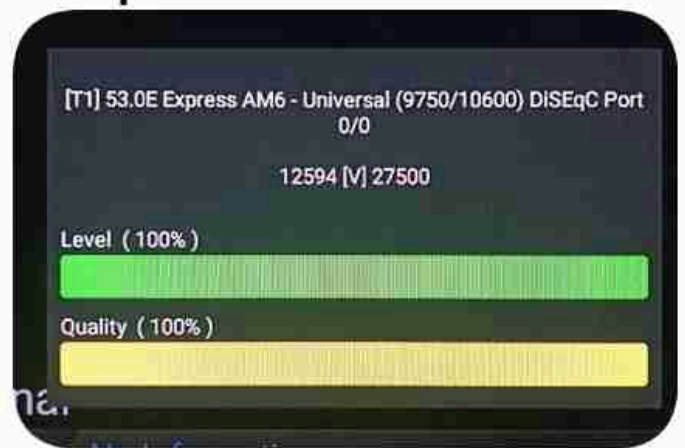 [T1] 53.0E Express AM6 - Universal (9750/10600) DiSEqC Port
0/0
12594 [V] 27500
Level ( 100% )
Quality ( 100% )